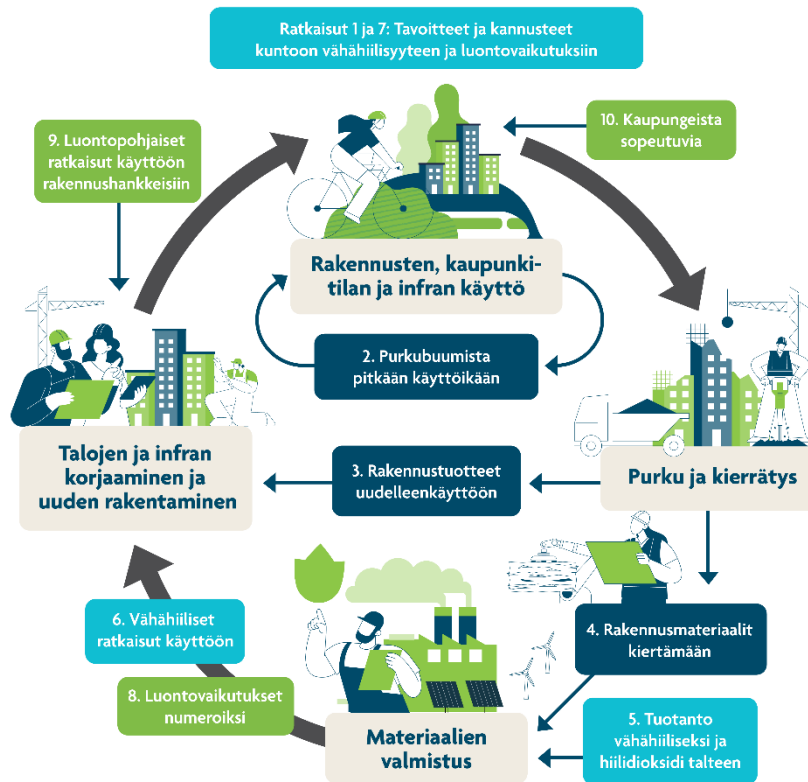 Ratkaisut 1 ja 7: Tavoitteet ja kannusteet
kuntoon vähähiilisyyteen ja luontovaikutuksiin
9. Luontopohjaiset
ratkaisut käyttöön
rakennushankkeisiin
10. Kaupungeista
sopeutuvia
Rakennusten, kaupunki-
tilan ja infran käyttö
2. Purkubuumista
pitkään käyttöikään
Talojen ja infran
korjaaminen ja
uuden rakentaminen
3. Rakennustuotteet
uudelleenkäyttöön
Purku ja kierrätys
6. Vähähiiliset
ratkaisut käyttöön
4. Rakennusmateriaalit
kiertämään
8. Luontovaikutukset
numeroiksi
Materiaalien
valmistus
5. Tuotanto
vähähiiliseksi ja
hiilidioksidi talteen